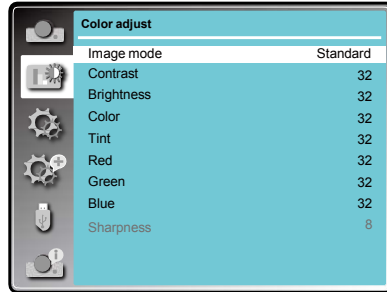 Color adjust
Image mode Standard
Contrast 32
Brightness 32
Color 32
Tint 32
Red 32
Green 32
Blue 32
Sharpness 8